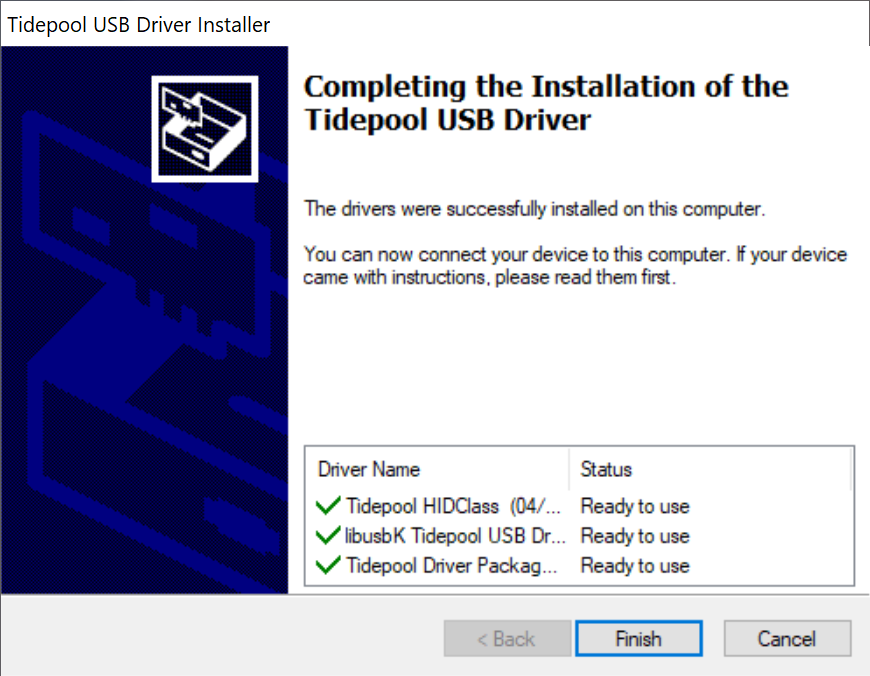 Tidepool USB Driver Installer
Completing the Installation of the
Tidepool USB Driver
The drivers were successfully installed on this computer.
You can now connect your device to this computer. If your device
came with instructions, please read them first.
Driver Name Status
Tidepool HIDClass (04/... Ready to use
libusbK Tidepool USB Dr... Ready to use
Tidepool Driver Packag... Ready to use
< Back Finish Cancel